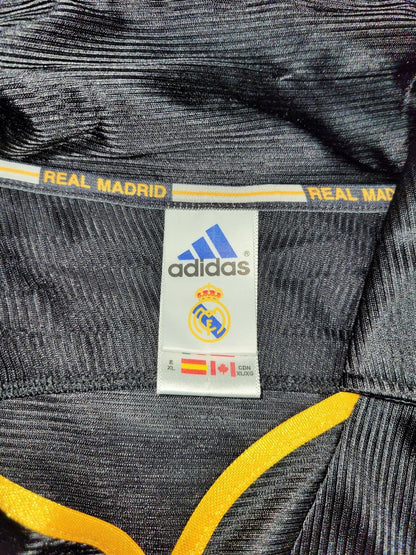 REAL MADRID
REAL MADRID
adidas®
E
XL
CDN
XL(XG)